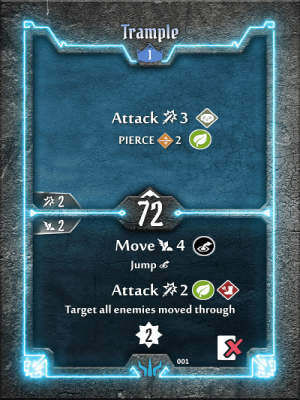 Trample
1
Attack 3
PIERCE 2
2
72
2
Move 4
Jump
Attack 2
Target all enemies moved through
2
001